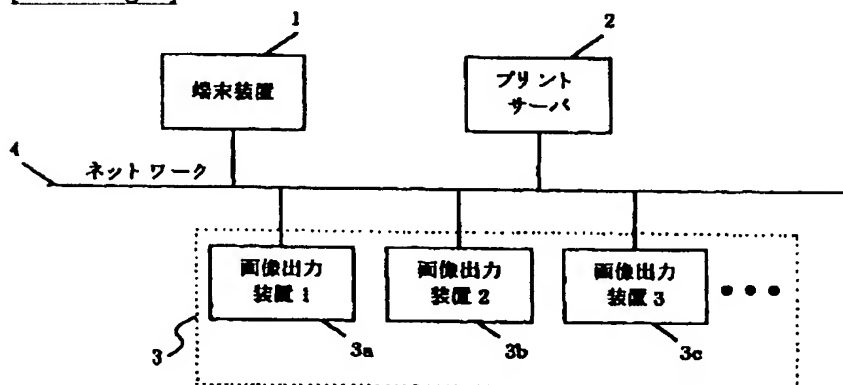 1
2
端末装置
プリント
サーバ
4
ネットワーク
画像出力
装置1
画像出力
装置2
画像出力
装置3
3
3a
3b
3c